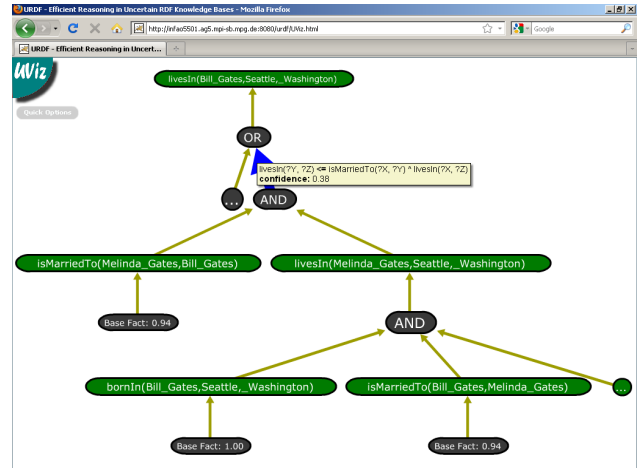 URDF - Efficient Reasoning in Uncertain RDF Knowledge Bases - Mozilla Firefox
http://infao5501.ag5.mpi-sb.mpg.de:8080/urdf/UViz.html
Google
URDF - Efficient Reasoning in Uncert...
UViz
Quick Options
livesIn(Bill_Gates,Seattle,_Washington)
OR
livesIn(?Y, ?Z) <= isMarriedTo(?X, ?Y) ^ livesIn(?X, ?Z)
confidence: 0.38
...
AND
isMarriedTo(Melinda_Gates,Bill_Gates)
livesIn(Melinda_Gates,Seattle,_Washington)
Base Fact: 0.94
AND
bornIn(Bill_Gates,Seattle,_Washington)
isMarriedTo(Bill_Gates,Melinda_Gates)
...
Base Fact: 1.00
Base Fact: 0.94